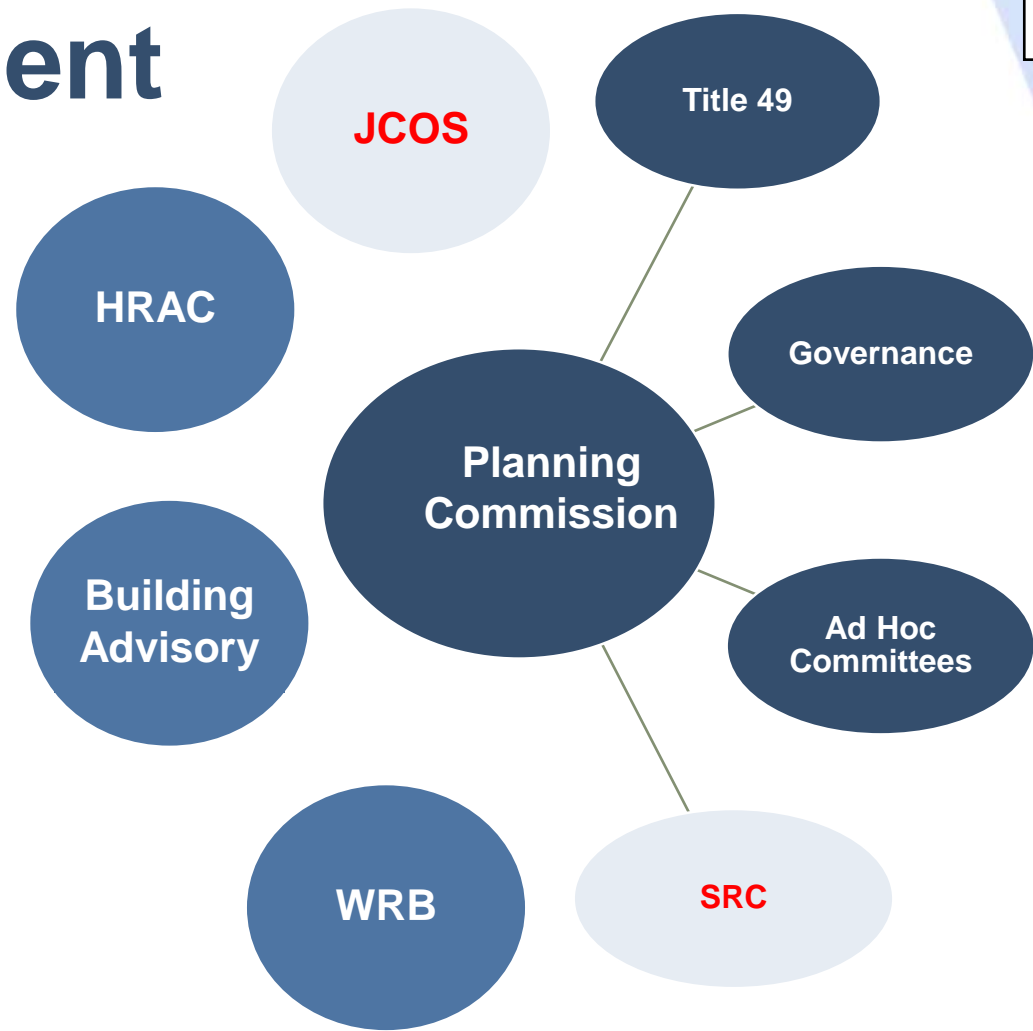 ent
JCOS
Title 49
HRAC
Governance
Planning
Commission
Building
Advisory
Ad Hoc
Committees
WRB
SRC